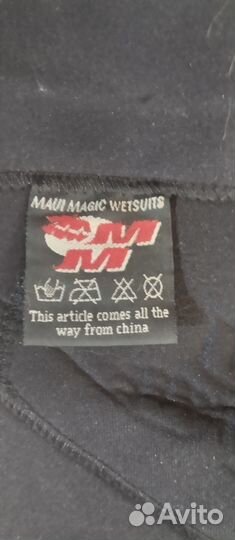 MAUI MAGIC WETSUITS
MM
This article comes all the
way from china
Avito